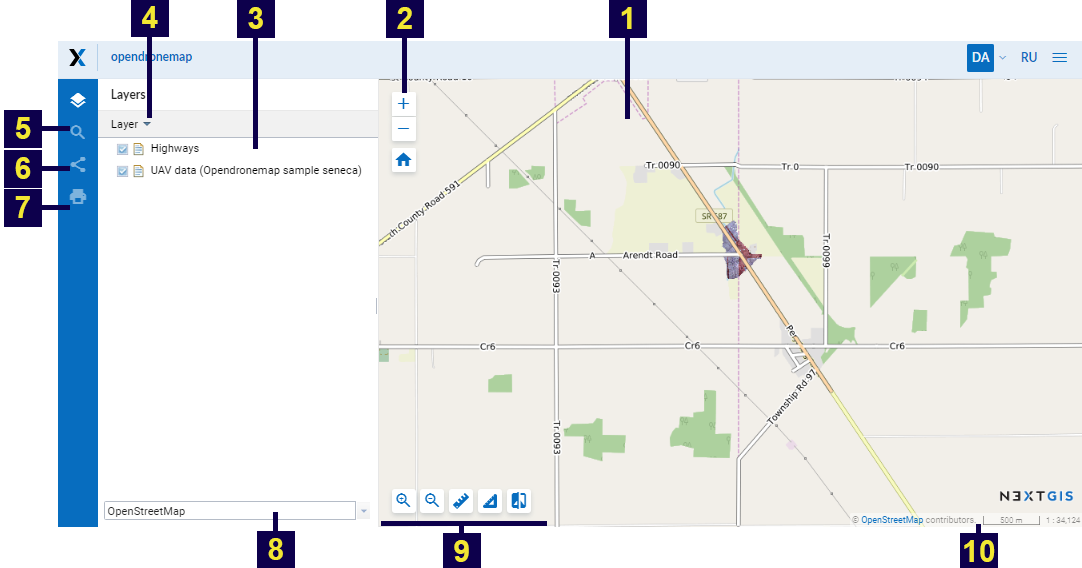 4
3
2
1
opendronemap
DA
RU
Layers
Layer
Highways
UAV data (Opendronemap sample seneca)
5
6
7
+
−
Tr.0090
Tr.0
Tr.0090
th County Road 591
SR 587
A
Arendt Road
Tr.0099
Tr.0093
Cr6
Cr6
Cr6
Township Rd 97
Tr.0093
NEXTGIS
OpenStreetMap
© OpenStreetMap contributors.
500 m
1 : 34,124
8
9
10